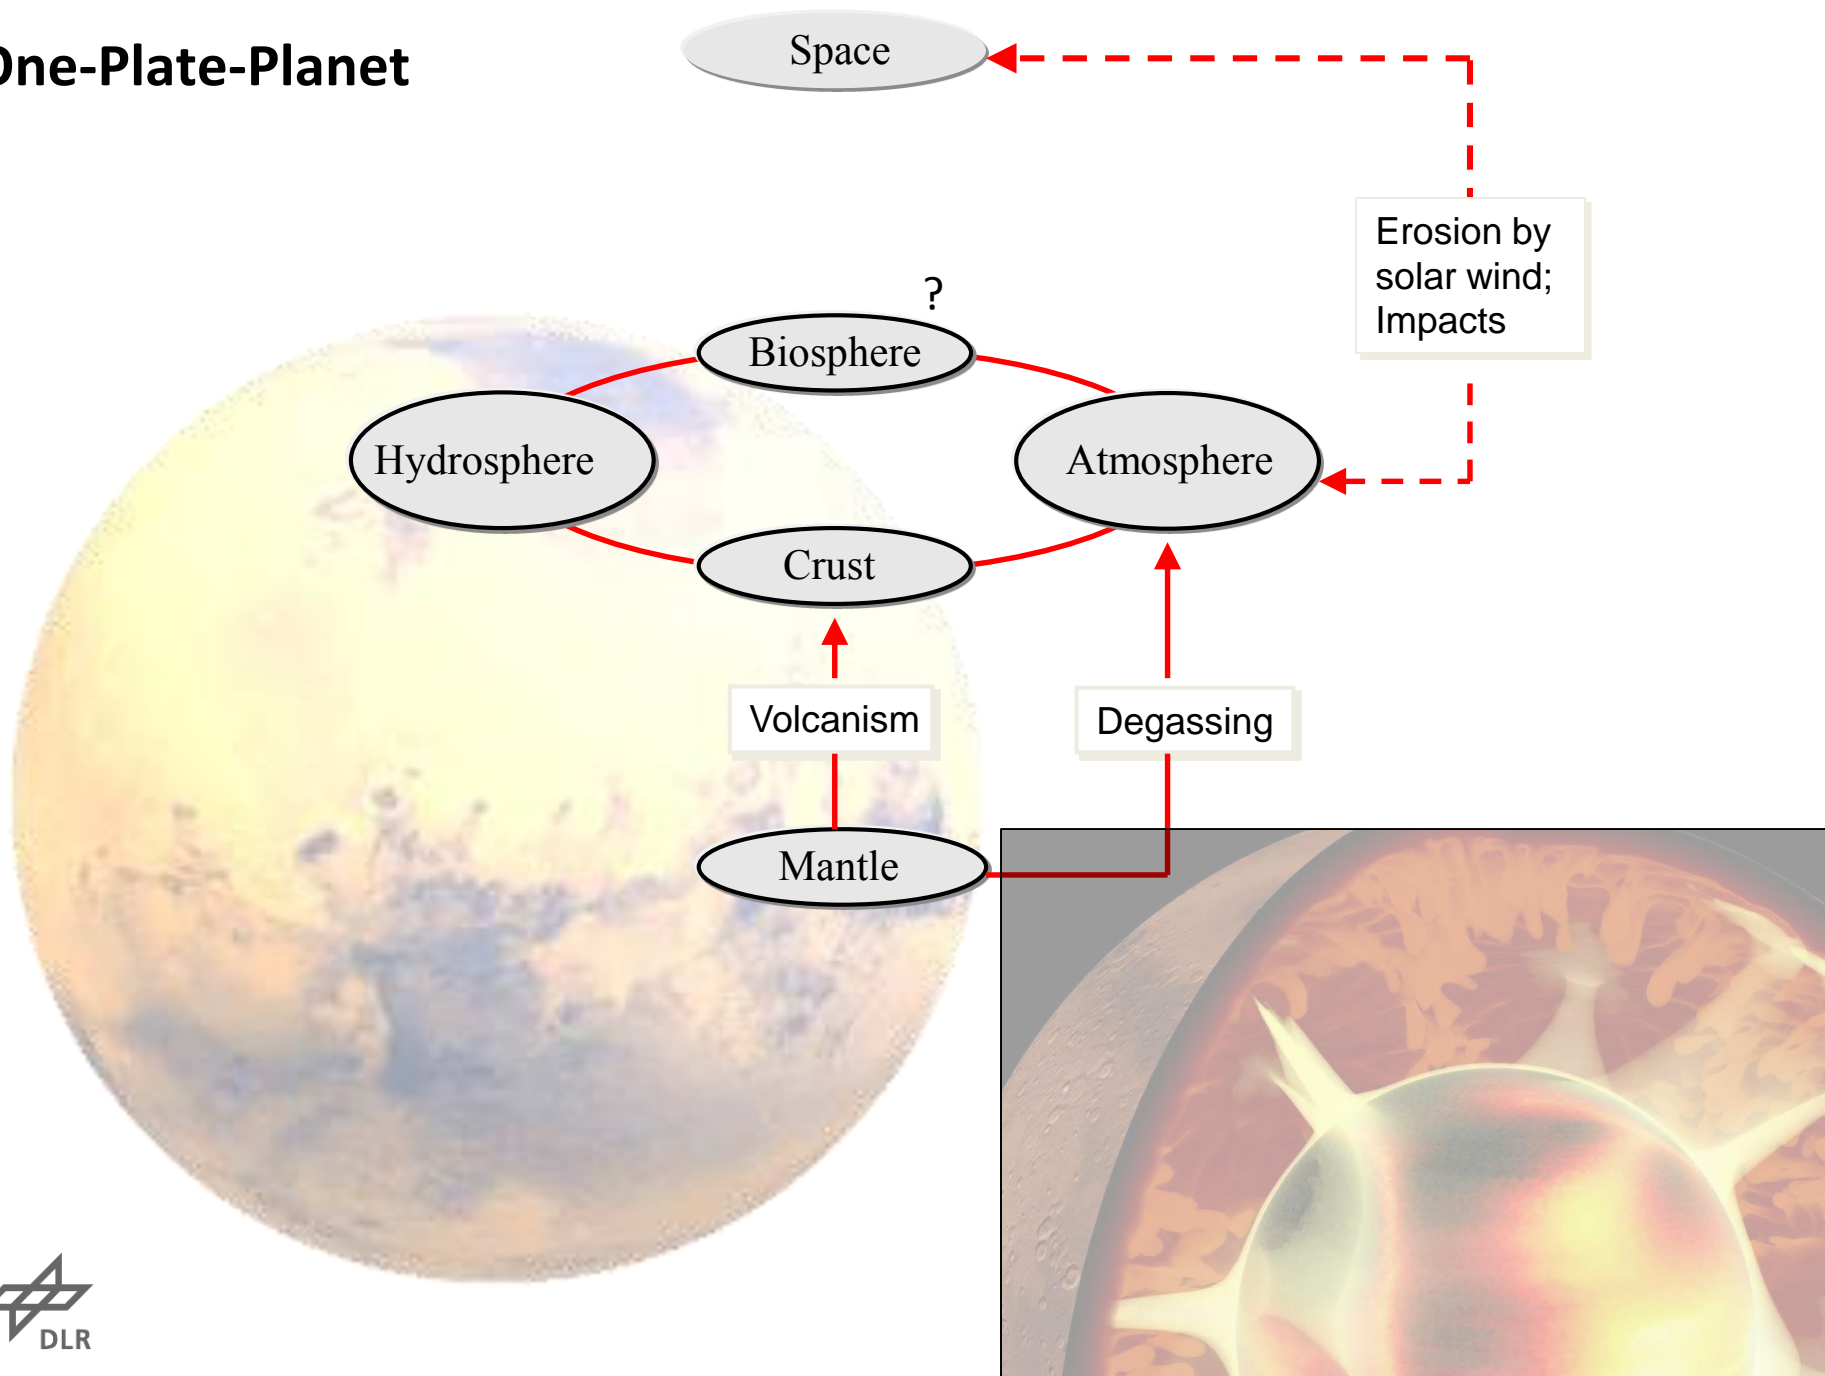 One-Plate-Planet
Space
Erosion by
solar wind;
Impacts
?
Biosphere
Hydrosphere
Atmosphere
Crust
Volcanism
Degassing
Mantle
DLR